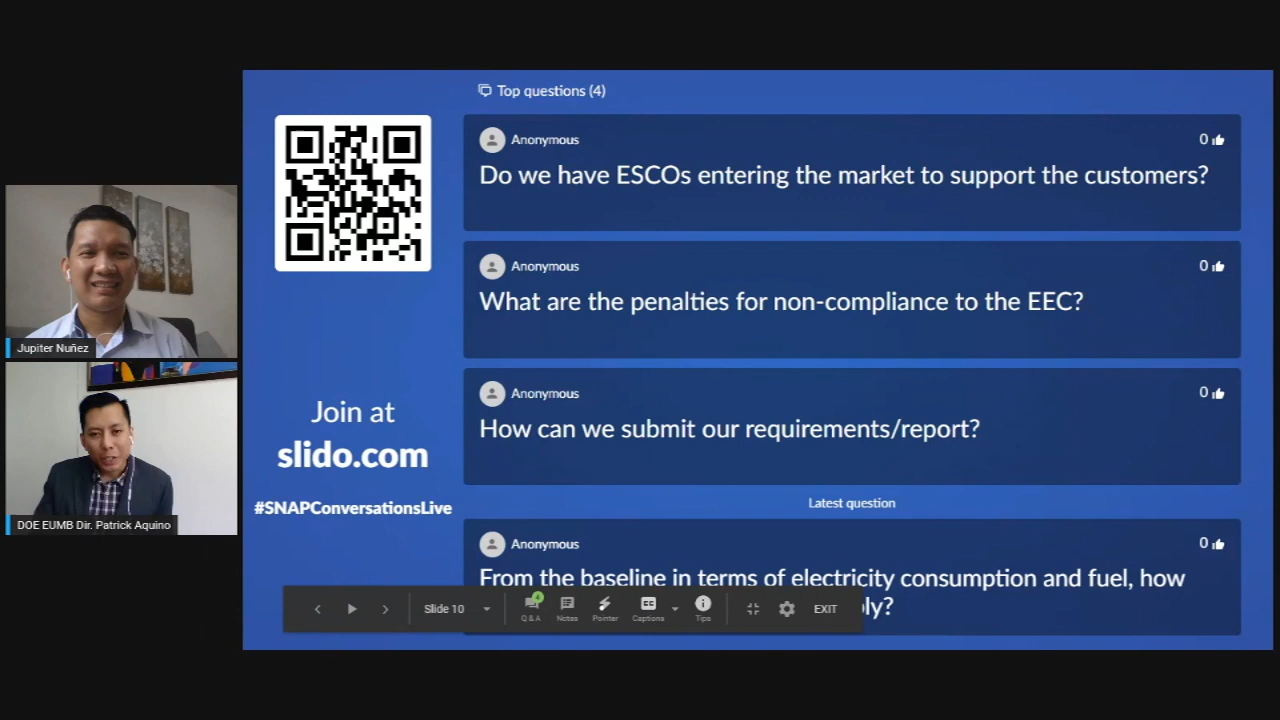 Top questions (4)
Anonymous
0
Do we have ESCOs entering the market to support the customers?
Anonymous
0
What are the penalties for non-compliance to the EEC?
Anonymous
0
How can we submit our requirements/report?
Latest question
Anonymous
0
From the baseline in terms of electricity consumption and fuel, how
Join at
slido.com
#SNAPConversationsLive
Jupiter Nuñez
DOE EUMB Dir. Patrick Aquino
Slide 10
4
Q&A
Notes
Pointer
CC
Captions
Tips
EXIT